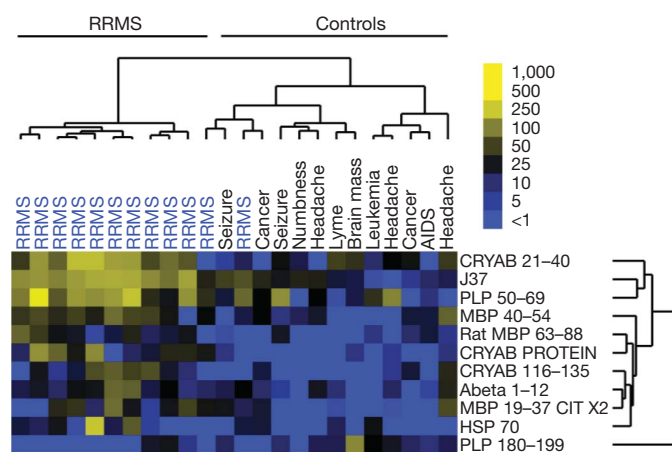 RRMS Controls
1,000
500
250
100
50
25
10
5
<1
RRMS
RRMS
RRMS
RRMS
RRMS
RRMS
RRMS
RRMS
RRMS
RRMS
RRMS
Seizure
RRMS
Cancer
Seizure
Numbness
Headache
Lyme
Brain mass
Leukemia
Headache
Cancer
AIDS
Headache
CRYAB 21–40
J37
PLP 50–69
MBP 40–54
Rat MBP 63–88
CRYAB PROTEIN
CRYAB 116–135
Abeta 1–12
MBP 19–37 CIT X2
HSP 70
PLP 180–199